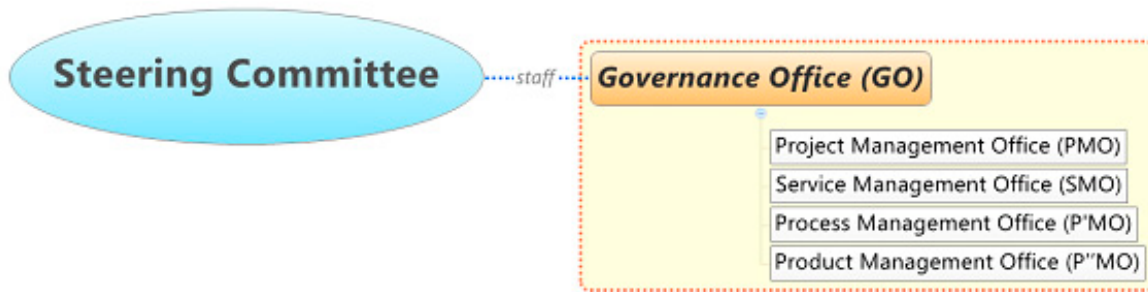 Steering Committee
staff
Governance Office (GO)
Project Management Office (PMO)
Service Management Office (SMO)
Process Management Office (P'MO)
Product Management Office (P''MO)